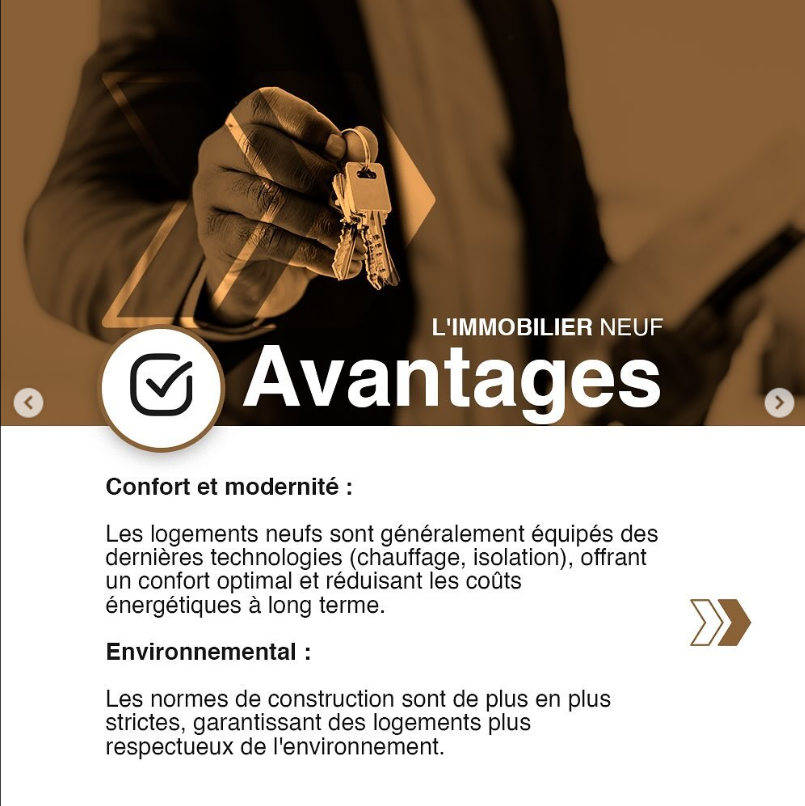 L'IMMOBILIER NEUF
Avantages
Confort et modernité :
Les logements neufs sont généralement équipés des
dernières technologies (chauffage, isolation), offrant
un confort optimal et réduisant les coûts
énergétiques à long terme.
Environnemental :
Les normes de construction sont de plus en plus
strictes, garantissant des logements plus
respectueux de l'environnement.